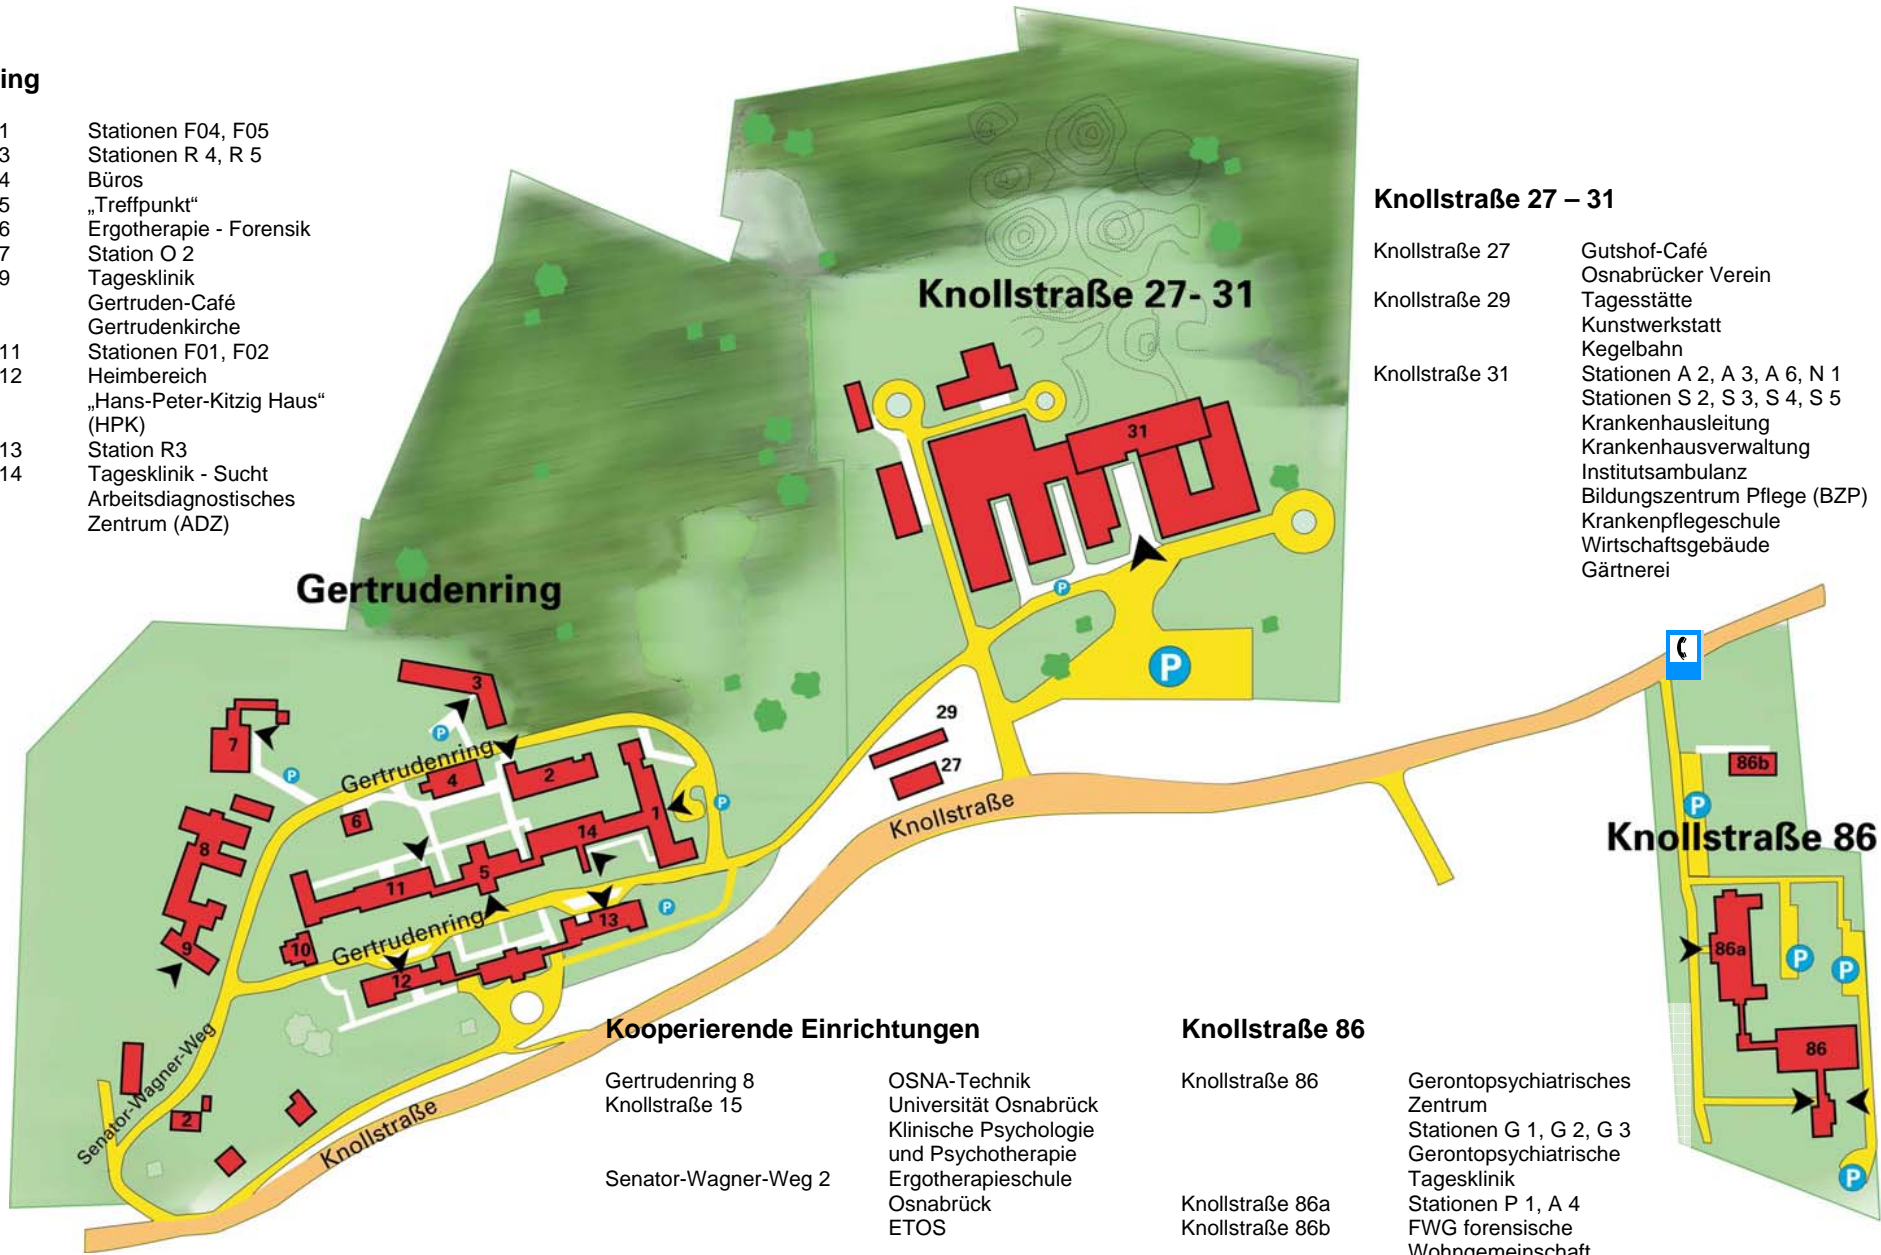 ing
1 Stationen F04, F05
3 Stationen R 4, R 5
4 Büros
5 „Treffpunkt“
6 Ergotherapie - Forensik
7 Station O 2
9 Tagesklinik
Gertruden-Café
Gertrudenkirche
11 Stationen F01, F02
12 Heimbereich
„Hans-Peter-Kitzig Haus“
(HPK)
13 Station R3
14 Tagesklinik - Sucht
Arbeitsdiagnostisches
Zentrum (ADZ)
Knollstraße 27 – 31
Knollstraße 27 Gutshof-Café
Osnabrücker Verein
Knollstraße 29 Tagesstätte
Kunstwerkstatt
Kegelbahn
Knollstraße 31 Stationen A 2, A 3, A 6, N 1
Stationen S 2, S 3, S 4, S 5
Krankenhausleitung
Krankenhausverwaltung
Institutsambulanz
Bildungszentrum Pflege (BZP)
Krankenpflegeschule
Wirtschaftsgebäude
Gärtnerei
Knollstraße 27- 31
31
P
P
29
27
Knollstraße
Gertrudenring
3
P
7
P
Gertrudenring
4
2
6
1
P
14
8
5
11
Gertrudenring
13
P
10
9
12
Senator-Wagner-Weg
2
Knollstraße
86b
P
Knollstraße 86
86a
P
P
86
P
Kooperierende Einrichtungen
Gertrudenring 8 OSNA-Technik
Knollstraße 15 Universität Osnabrück
Klinische Psychologie
und Psychotherapie
Senator-Wagner-Weg 2 Ergotherapieschule
Osnabrück
ETOS
Knollstraße 86
Knollstraße 86 Gerontopsychiatrisches
Zentrum
Stationen G 1, G 2, G 3
Gerontopsychiatrische
Tagesklinik
Knollstraße 86a Stationen P 1, A 4
Knollstraße 86b FWG forensische
Wohngemeinschaft